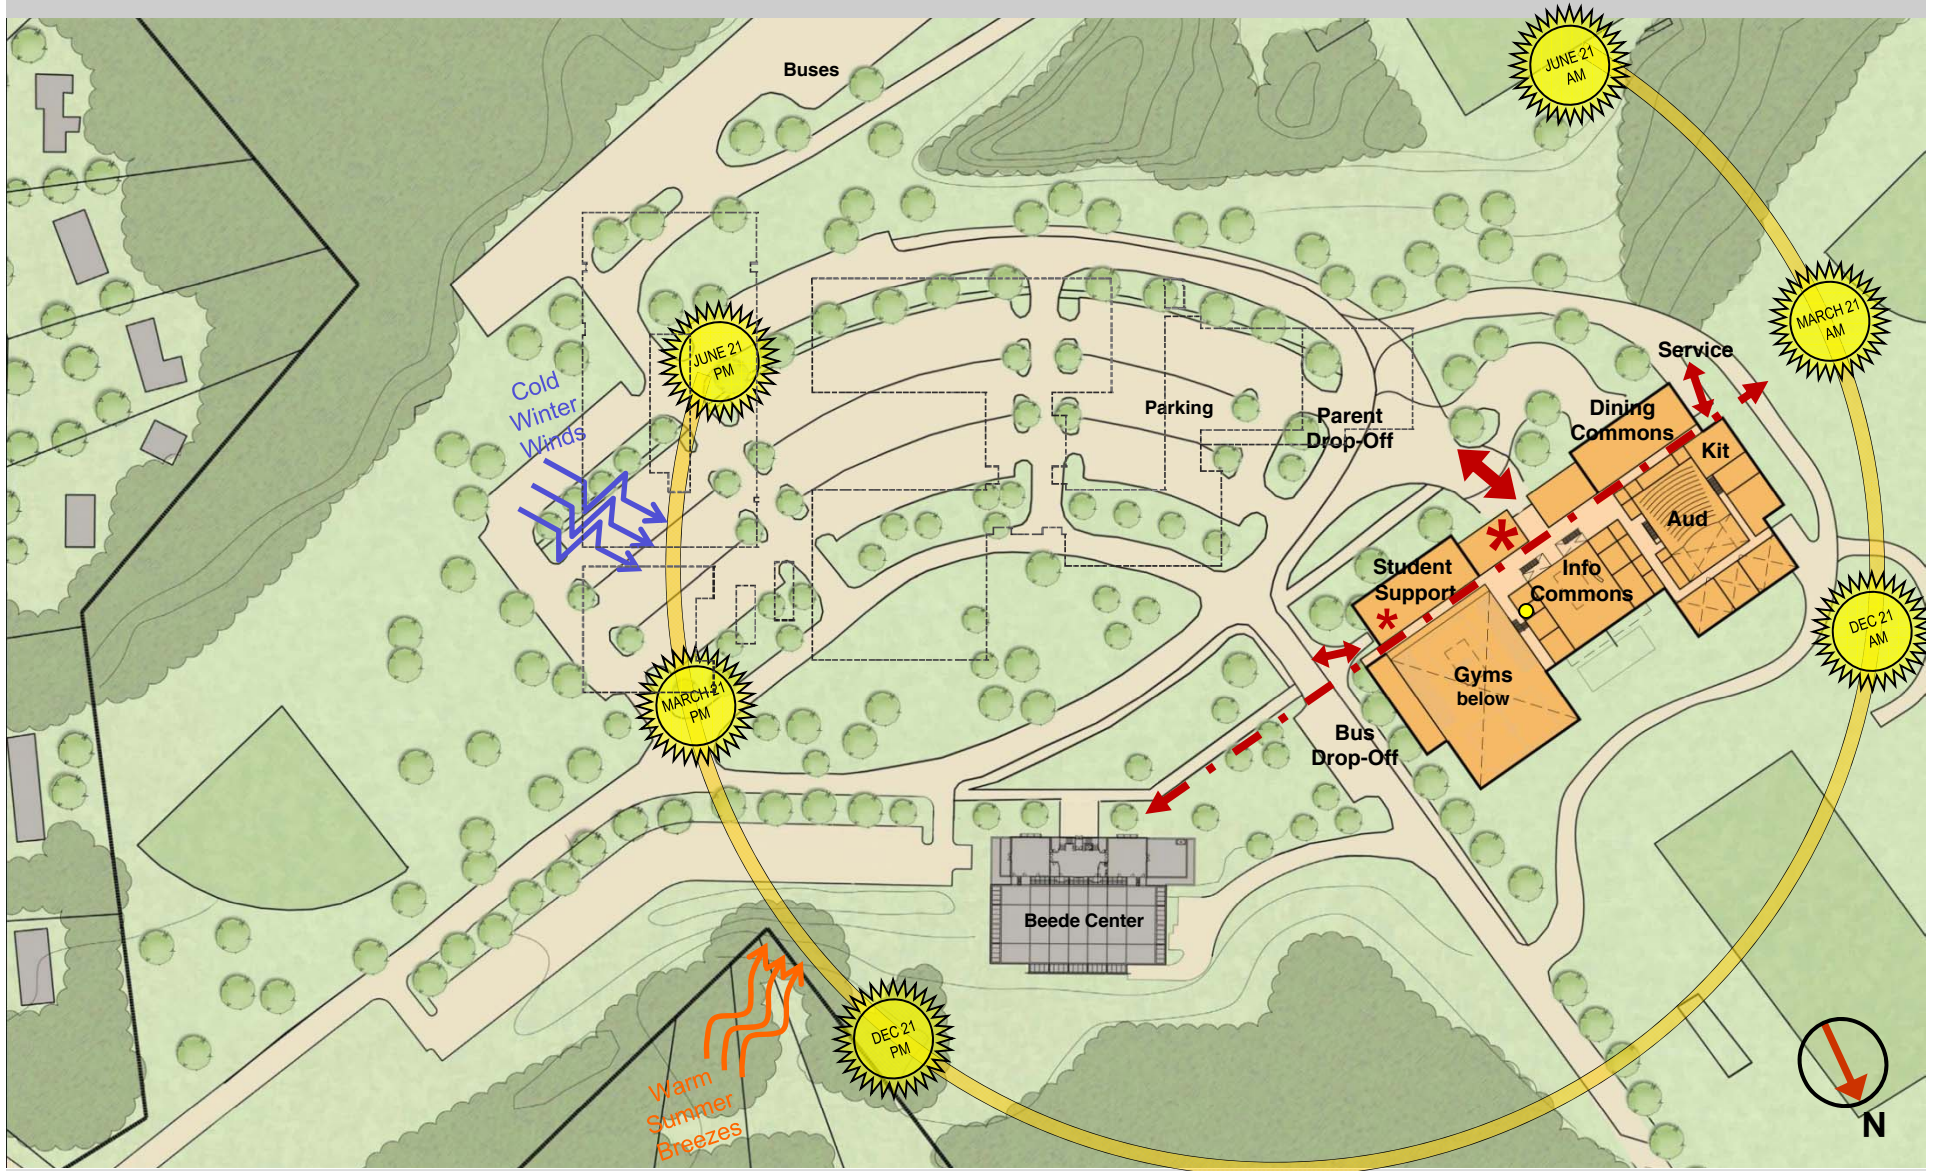 JUNE 21
AM
Buses
MARCH 21
AM
JUNE 21
PM
Service
Cold
Winter
Winds
Parking
Parent
Drop-Off
Dining
Commons
Kit
Aud
*
Student
Support
Info
Commons
*
DEC 21
AM
Gyms
below
MARCH 21
PM
Bus
Drop-Off
Beede Center
DEC 21
PM
Warm
Summer
Breezes
N